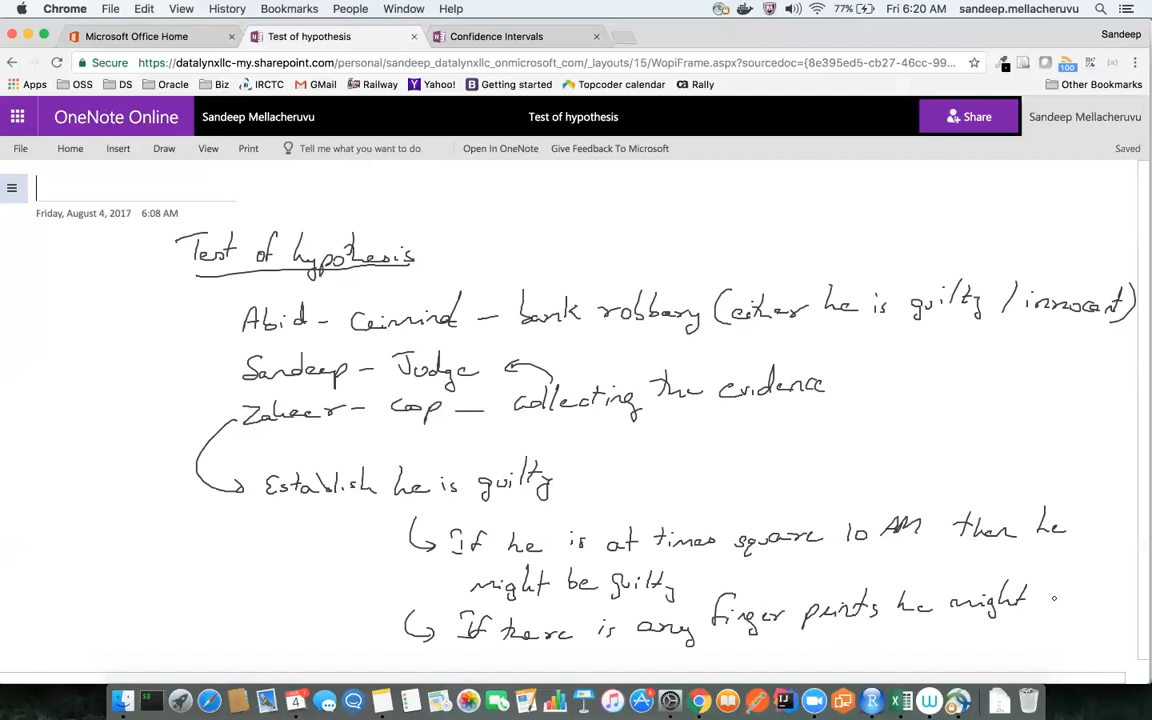 Chrome File Edit View History Bookmarks People Window Help 77% Fri 6:20 AM sandeep.mellacheruvu
Microsoft Office Home Test of hypothesis Confidence Intervals Sandeep
Secure https://datalynxllc-my.sharepoint.com/personal/sandeep_datalynxllc_onmicrosoft_com/_layouts/15/WopiFrame.aspx?sourcedoc={8e395ed5-cb27-46cc-99... 100
Apps OSS DS Oracle Biz IRCTC GMail Railway Yahoo! Getting started Topcoder calendar Rally Other Bookmarks
OneNote Online Sandeep Mellacheruvu Test of hypothesis Share Sandeep Mellacheruvu
File Home Insert Draw View Print Tell me what you want to do Open In OneNote Give Feedback To Microsoft Saved
Friday, August 4, 2017 6:08 AM
Test of hypothesis
Abid - – bank robbary (either he is guilty / innocent)
Sandeep – Judge
Zaheer – – collecting the evidence
Establish he is guilty
If he is at times square 10 AM then he
might be guilty
If there is any finger prints he might